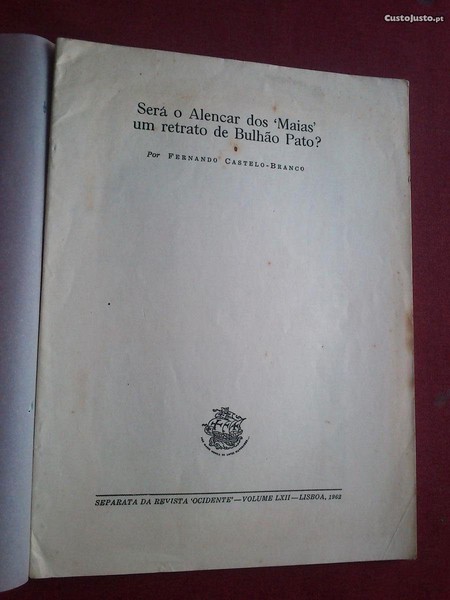 CustoJusto.pt
Será o Alencar dos ‘Maias’
um retrato de Bulhão Pato?
Por FERNANDO CASTELO-BRANCO
SEPARATA DA REVISTA ‘OCIDENTE’—VOLUME LXII—LISBOA, 1962